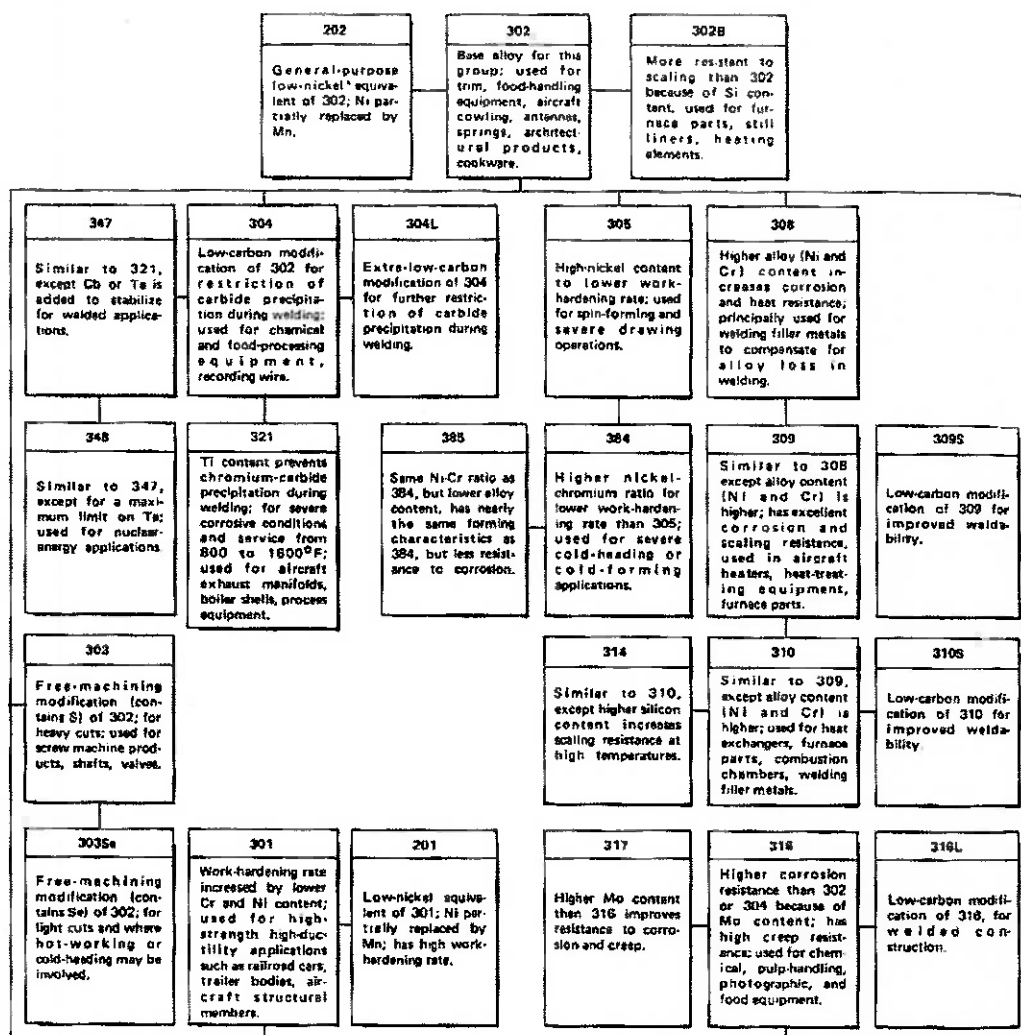 202
General-purpose
low-nickel* equiva-
lent of 302; Ni par-
tially replaced by
Mn.
302
Base alloy for this
group; used for
trim, food-handling
equipment, aircraft
cowling, antennas,
springs, architect-
ural products,
cookware.
302B
More resistant to
scaling than 302
because of Si con-
tent, used for fur-
nace parts, still
liners, heating
elements.
347
Similar to 321,
except Cb or Ta is
added to stabilize
for welded applica-
tions.
304
Low-carbon modifi-
cation of 302 for
restriction of
carbide precipita-
tion during welding;
used for chemical
and food-processing
equipment,
recording wire.
304L
Extra-low-carbon
modification of 304
for further restric-
tion of carbide
precipitation during
welding.
305
High-nickel content
to lower work-
hardening rate; used
for spin-forming and
severe drawing
operations.
308
Higher alloy (Ni and
Cr) content in-
creases corrosion
and heat resistance;
principally used for
welding filler metals
to compensate for
alloy loss in
welding.
348
Similar to 347,
except for a maxi-
mum limit on Ta;
used for nuclear-
energy applications.
321
Ti content prevents
chromium-carbide
precipitation during
welding; for severe
corrosive conditions
and service from
800 to 1600°F;
used for aircraft
exhaust manifolds,
boiler shells, process
equipment.
385
Same Ni-Cr ratio as
384, but lower alloy
content, has nearly
the same forming
characteristics as
384, but less resist-
ance to corrosion.
384
Higher nickel-
chromium ratio for
lower work-harden-
ing rate than 305;
used for severe
cold-heading or
cold-forming
applications.
309
Similar to 308
except alloy content
(Ni and Cr) is
higher; has excellent
corrosion and
scaling resistance,
used in aircraft
heaters, heat-treat-
ing equipment,
furnace parts.
309S
Low-carbon modifi-
cation of 309 for
improved welda-
bility.
303
Free-machining
modification (con-
tains S) of 302; for
heavy cuts; used for
screw machine prod-
ucts, shafts, valves.
314
Similar to 310,
except higher silicon
content increases
scaling resistance at
high temperatures.
310
Similar to 309,
except alloy content
(Ni and Cr) is
higher; used for heat
exchangers, furnace
parts, combustion
chambers, welding
filler metals.
310S
Low-carbon modifi-
cation of 310 for
improved welda-
bility.
303Se
Free-machining
modification (con-
tains Se) of 302; for
light cuts and where
hot-working or
cold-heading may be
involved.
301
Work-hardening rate
increased by lower
Cr and Ni content;
used for high-
strength high-duc-
tility applications
such as railroad cars,
trailer bodies, air-
craft structural
members.
201
Low-nickel equiva-
lent of 301; Ni par-
tially replaced by
Mn; has high work-
hardening rate.
317
Higher Mo content
than 316 improves
resistance to corro-
sion and creep.
316
Higher corrosion
resistance than 302
or 304 because of
Mo content; has
high creep resist-
ance; used for chem-
ical, pulp-handling,
photographic, and
food equipment.
316L
Low-carbon modifi-
cation of 316, for
welded con-
struction.